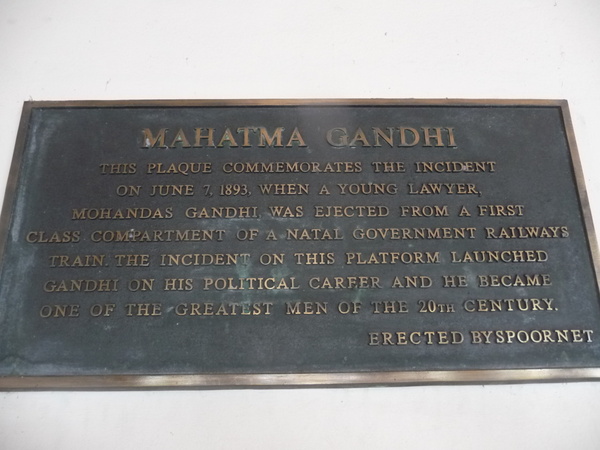 MAHATMA GANDHI
THIS PLAQUE COMMEMORATES THE INCIDENT
ON JUNE 7, 1893, WHEN A YOUNG LAWYER,
MOHANDAS GANDHI, WAS EJECTED FROM A FIRST
CLASS COMPARTMENT OF A NATAL GOVERNMENT RAILWAYS
TRAIN. THE INCIDENT ON THIS PLATFORM LAUNCHED
GANDHI ON HIS POLITICAL CAREER AND HE BECAME
ONE OF THE GREATEST MEN OF THE 20TH CENTURY.
ERECTED BY SPOORNET